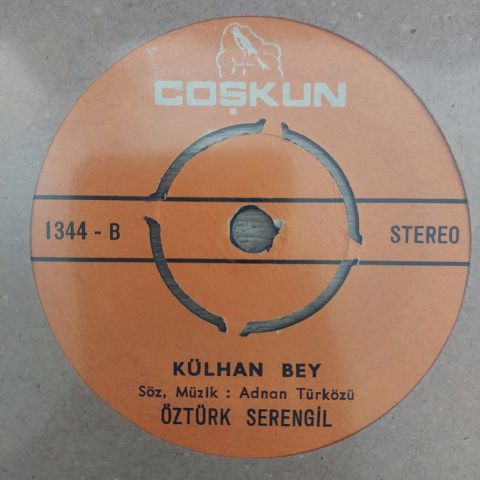 COŞKUN
1344 - B
STEREO
KÜLHAN BEY
Söz, Müzik : Adnan Türközü
ÖZTÜRK SERENGİL